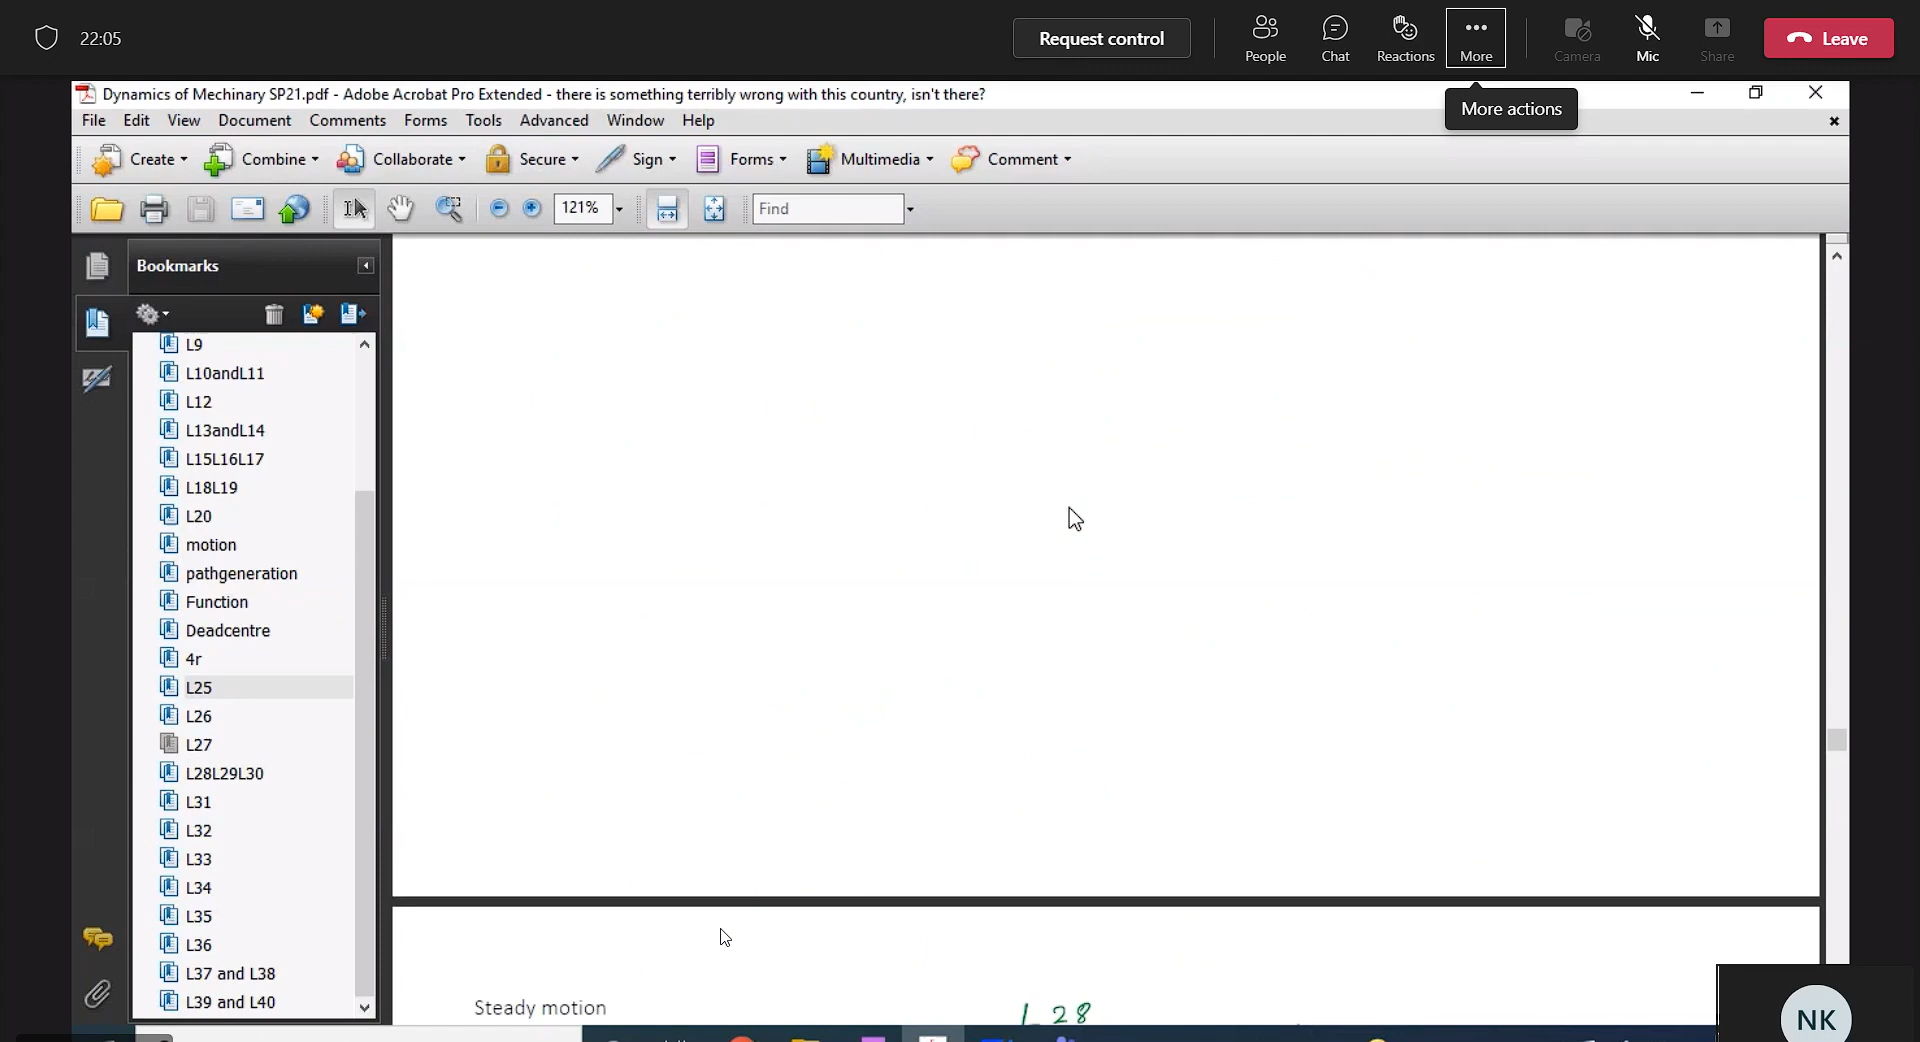 22:05
Request control
People
Chat
Reactions
More
Camera
Mic
Share
Leave
Dynamics of Mechinary SP21.pdf - Adobe Acrobat Pro Extended - there is something terribly wrong with this country, isn't there?
More actions
File Edit View Document Comments Forms Tools Advanced Window Help
Create Combine Collaborate Secure Sign Forms Multimedia Comment
121% Find
Bookmarks
L9
L10andL11
L12
L13andL14
L15L16L17
L18L19
L20
motion
pathgeneration
Function
Deadcentre
4r
L25
L26
L27
L28L29L30
L31
L32
L33
L34
L35
L36
L37 and L38
L39 and L40
Steady motion
L 28
NK